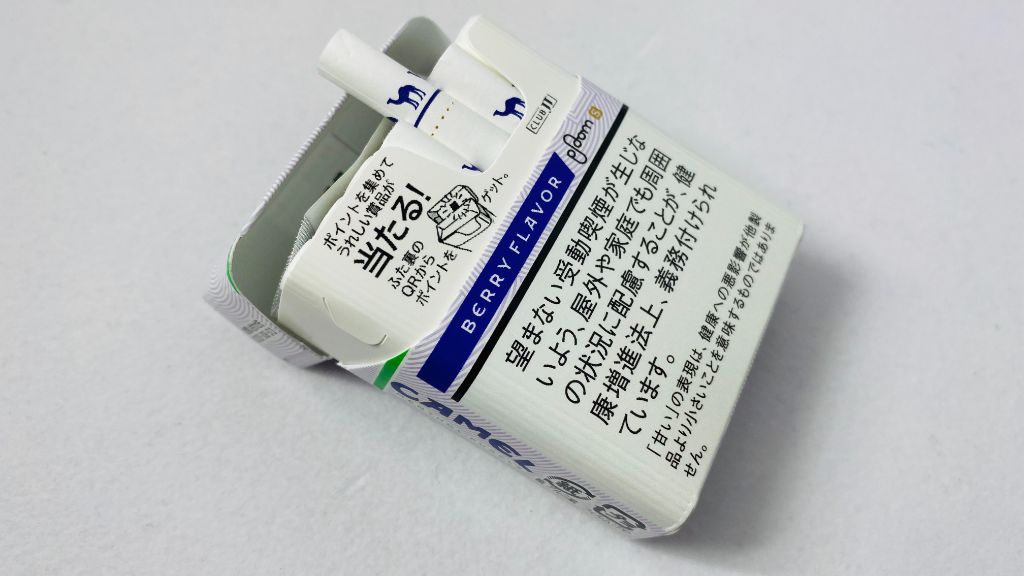 ポイントを集めて
うれしい賞品が
当たる!
ふた裏の
QRから
ポイントを
ゲット。
CLUB JT
BERRY FLAVOR
ploom S
望まない受動喫煙が生じな
いよう、屋外や家庭でも周囲
の状況に配慮することが、健
康増進法上、義務付けられ
ています。
「甘い」の表現は、健康への悪影響が他製
品より小さいことを意味するものではありま
せん。
CAMEL
紙